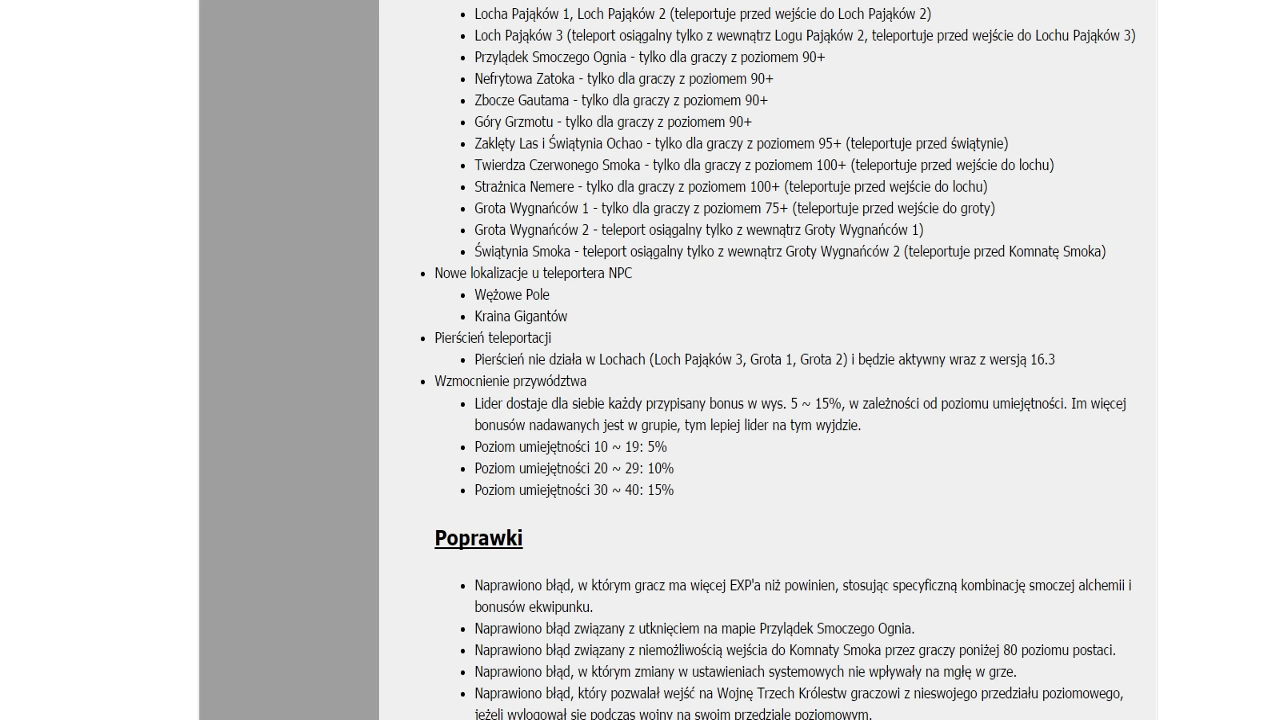 Locha Pająków 1, Loch Pająków 2 (teleportuje przed wejście do Loch Pająków 2)
Loch Pająków 3 (teleport osiągalny tylko z wewnątrz Logu Pająków 2, teleportuje przed wejście do Lochu Pająków 3)
Przylądek Smoczego Ognia - tylko dla graczy z poziomem 90+
Nefrytowa Zatoka - tylko dla graczy z poziomem 90+
Zbocze Gautama - tylko dla graczy z poziomem 90+
Góry Grzmotu - tylko dla graczy z poziomem 90+
Zaklęty Las i Świątynia Ochao - tylko dla graczy z poziomem 95+ (teleportuje przed świątynie)
Twierdza Czerwonego Smoka - tylko dla graczy z poziomem 100+ (teleportuje przed wejście do lochu)
Strażnica Nemere - tylko dla graczy z poziomem 100+ (teleportuje przed wejście do lochu)
Grota Wygnańców 1 - tylko dla graczy z poziomem 75+ (teleportuje przed wejście do groty)
Grota Wygnańców 2 - teleport osiągalny tylko z wewnątrz Groty Wygnańców 1)
Świątynia Smoka - teleport osiągalny tylko z wewnątrz Groty Wygnańców 2 (teleportuje przed Komnatę Smoka)
Nowe lokalizacje u teleportera NPC
Wężowe Pole
Kraina Gigantów
Pierścień teleportacji
Pierścień nie działa w Lochach (Loch Pająków 3, Grota 1, Grota 2) i będzie aktywny wraz z wersją 16.3
Wzmocnienie przywództwa
Lider dostaje dla siebie każdy przypisany bonus w wys. 5 ~ 15%, w zależności od poziomu umiejętności. Im więcej
bonusów nadawanych jest w grupie, tym lepiej lider na tym wyjdzie.
Poziom umiejętności 10 ~ 19: 5%
Poziom umiejętności 20 ~ 29: 10%
Poziom umiejętności 30 ~ 40: 15%
Poprawki
Naprawiono błąd, w którym gracz ma więcej EXP'a niż powinien, stosując specyficzną kombinację smoczej alchemii i
bonusów ekwipunku.
Naprawiono błąd związany z utknięciem na mapie Przylądek Smoczego Ognia.
Naprawiono błąd związany z niemożliwością wejścia do Komnaty Smoka przez graczy poniżej 80 poziomu postaci.
Naprawiono błąd, w którym zmiany w ustawieniach systemowych nie wpływały na mgłę w grze.
Naprawiono błąd, który pozwalał wejść na Wojnę Trzech Królestw graczowi z nieswojego przedziału poziomowego,
jeżeli wylogował się podczas wojny na swoim przedziale poziomowym.